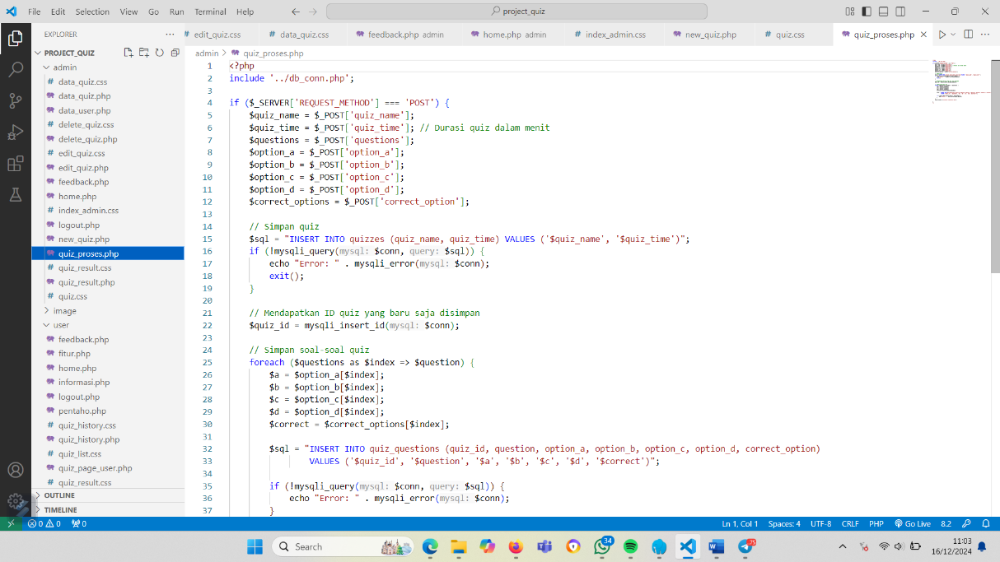 File Edit Selection View Go Run Terminal Help
project_quiz
EXPLORER
edit_quiz.css data_quiz.css feedback.php admin home.php admin index_admin.css new_quiz.php quiz.css quiz_proses.php
PROJECT_QUIZ
admin > quiz_proses.php
admin
data_quiz.css
data_quiz.php
data_user.php
delete_quiz.css
delete_quiz.php
edit_quiz.css
edit_quiz.php
feedback.php
home.php
index_admin.css
logout.php
new_quiz.php
quiz_proses.php
quiz_result.css
quiz_result.php
quiz.css
image
user
feedback.php
fitur.php
home.php
informasi.php
logout.php
pentaho.php
quiz_history.css
quiz_history.php
quiz_list.css
quiz_page_user.php
quiz_result.css
OUTLINE
TIMELINE
1 <?php
2 include '../db_conn.php';
3
4 if ($_SERVER['REQUEST_METHOD'] === 'POST') {
5 $quiz_name = $_POST['quiz_name'];
6 $quiz_time = $_POST['quiz_time']; // Durasi quiz dalam menit
7 $questions = $_POST['questions'];
8 $option_a = $_POST['option_a'];
9 $option_b = $_POST['option_b'];
10 $option_c = $_POST['option_c'];
11 $option_d = $_POST['option_d'];
12 $correct_options = $_POST['correct_option'];
13
14 // Simpan quiz
15 $sql = "INSERT INTO quizzes (quiz_name, quiz_time) VALUES ('$quiz_name', '$quiz_time')";
16 if (!mysqli_query(mysql: $conn, query: $sql)) {
17 echo "Error: " . mysqli_error(mysql: $conn);
18 exit();
19 }
20
21 // Mendapatkan ID quiz yang baru saja disimpan
22 $quiz_id = mysqli_insert_id(mysql: $conn);
23
24 // Simpan soal-soal quiz
25 foreach ($questions as $index => $question) {
26 $a = $option_a[$index];
27 $b = $option_b[$index];
28 $c = $option_c[$index];
29 $d = $option_d[$index];
30 $correct = $correct_options[$index];
31
32 $sql = "INSERT INTO quiz_questions (quiz_id, question, option_a, option_b, option_c, option_d, correct_option)
33 VALUES ('$quiz_id', '$question', '$a', '$b', '$c', '$d', '$correct')";
34
35 if (!mysqli_query(mysql: $conn, query: $sql)) {
36 echo "Error: " . mysqli_error(mysql: $conn);
37 }
0 0 0 Ln 1, Col 1 Spaces: 4 UTF-8 CRLF PHP Go Live 8.2
Search
34
11:03
16/12/2024